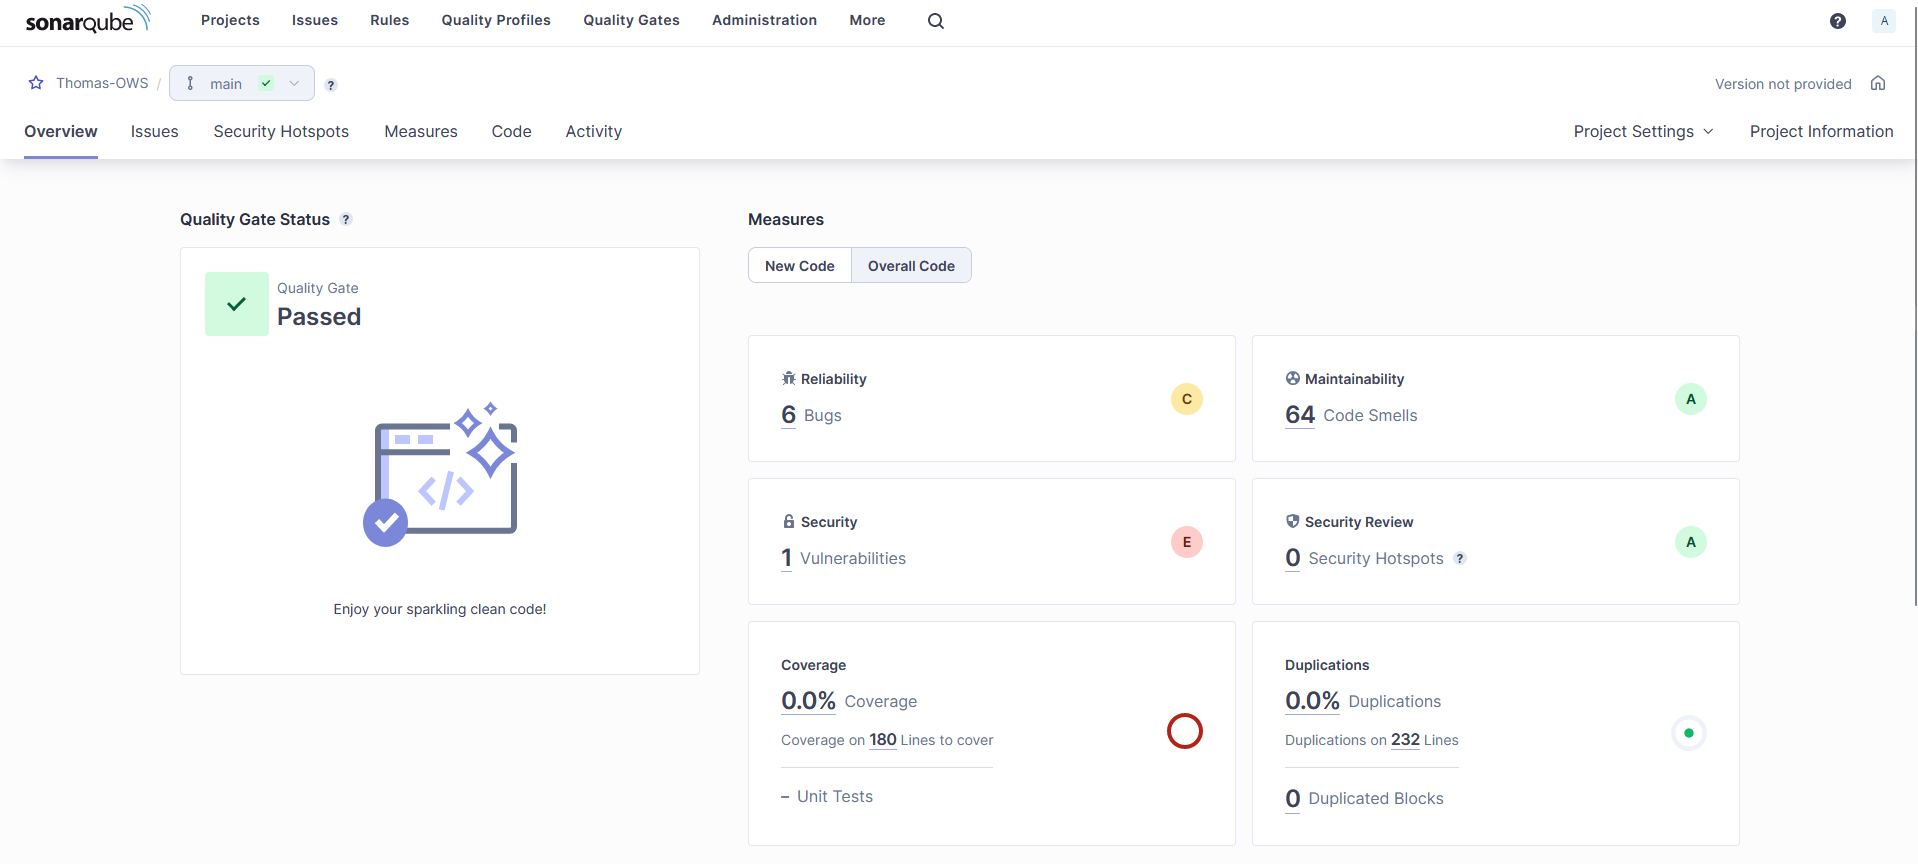 sonarqube Projects Issues Rules Quality Profiles Quality Gates Administration More ? A
Thomas-OWS / main ? Version not provided
Overview Issues Security Hotspots Measures Code Activity Project Settings Project Information
Quality Gate Status ?
Quality Gate
Passed
</>
Enjoy your sparkling clean code!
Measures
New Code Overall Code
Reliability
6 Bugs
C
Maintainability
64 Code Smells
A
Security
1 Vulnerabilities
E
Security Review
0 Security Hotspots ?
A
Coverage
0.0% Coverage
Coverage on 180 Lines to cover
– Unit Tests
Duplications
0.0% Duplications
Duplications on 232 Lines
0 Duplicated Blocks